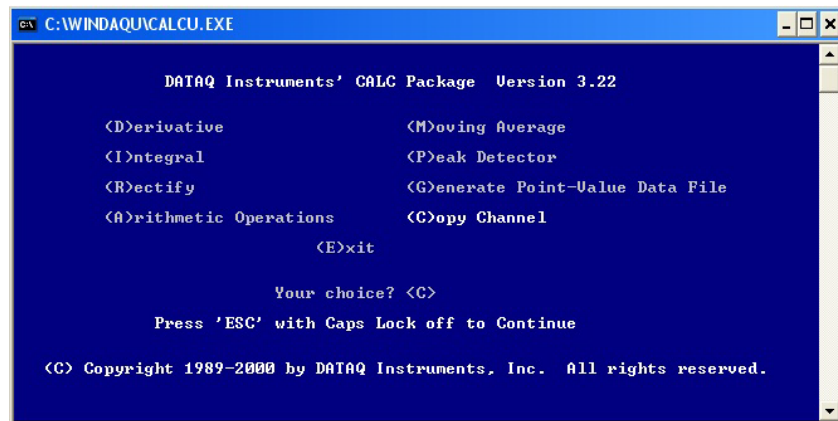 C:\WINDAQU\CALCU.EXE
DATAQ Instruments' CALC Package Version 3.22
(D)erivative (M)oving Average
(I)ntegral (P)eak Detector
(R)ectify (G)enerate Point-Value Data File
(A)rithmetic Operations (C)opy Channel
(E)xit
Your choice? <C>
Press 'ESC' with Caps Lock off to Continue
(C) Copyright 1989-2000 by DATAQ Instruments, Inc. All rights reserved.